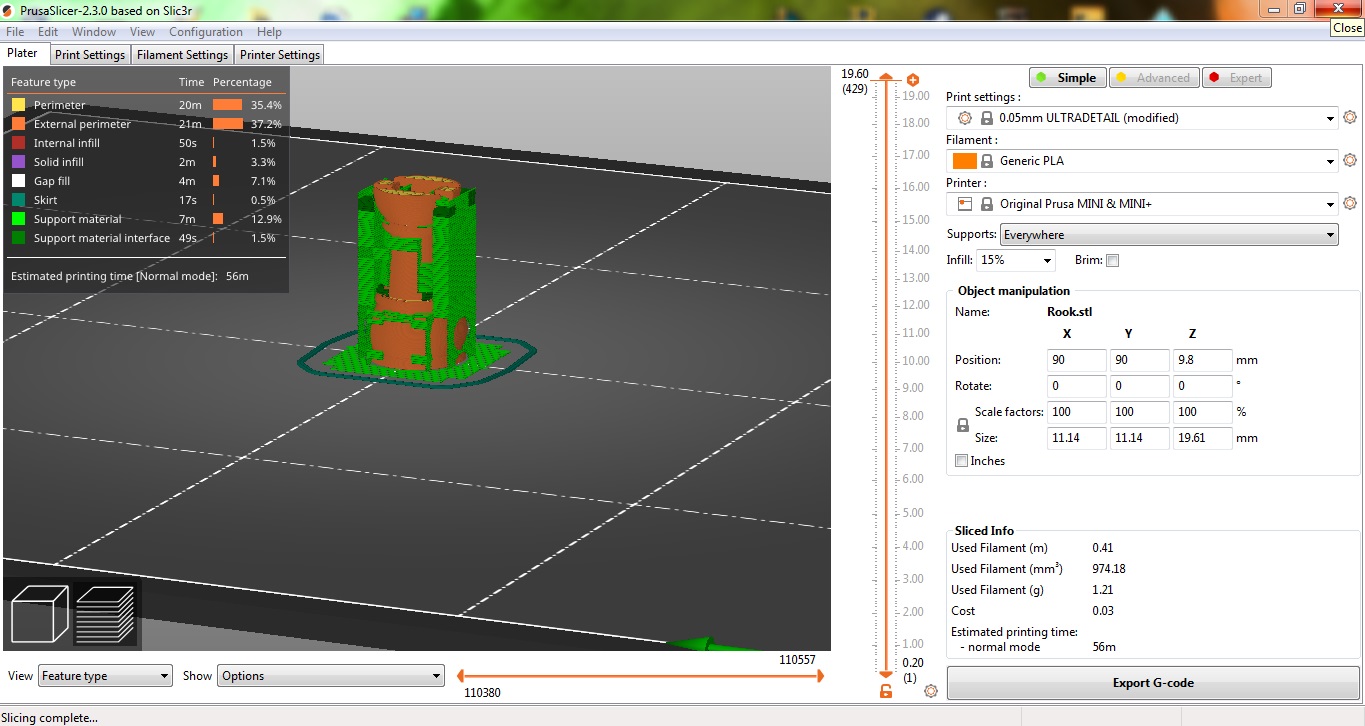 PrusaSlicer-2.3.0 based on Slic3r
Close
File Edit Window View Configuration Help
Plater Print Settings Filament Settings Printer Settings
Feature type Time Percentage
Perimeter 20m 35.4%
External perimeter 21m 37.2%
Internal infill 50s 1.5%
Solid infill 2m 3.3%
Gap fill 4m 7.1%
Skirt 17s 0.5%
Support material 7m 12.9%
Support material interface 49s 1.5%
Estimated printing time [Normal mode]: 56m
19.60
(429)
19.00
18.00
17.00
16.00
15.00
14.00
13.00
12.00
11.00
10.00
9.00
8.00
7.00
6.00
5.00
4.00
3.00
2.00
1.00
0.20
(1)
Simple Advanced Expert
Print settings :
0.05mm ULTRADETAIL (modified)
Filament :
Generic PLA
Printer :
Original Prusa MINI & MINI+
Supports: Everywhere
Infill: 15% Brim:
Object manipulation
Name: Rook.stl
X Y Z
Position: 90 90 9.8 mm
Rotate: 0 0 0 °
Scale factors: 100 100 100 %
Size: 11.14 11.14 19.61 mm
Inches
Sliced Info
Used Filament (m) 0.41
Used Filament (mm³) 974.18
Used Filament (g) 1.21
Cost 0.03
Estimated printing time:
- normal mode 56m
Export G-code
View Feature type Show Options
110557
110380
Slicing complete...